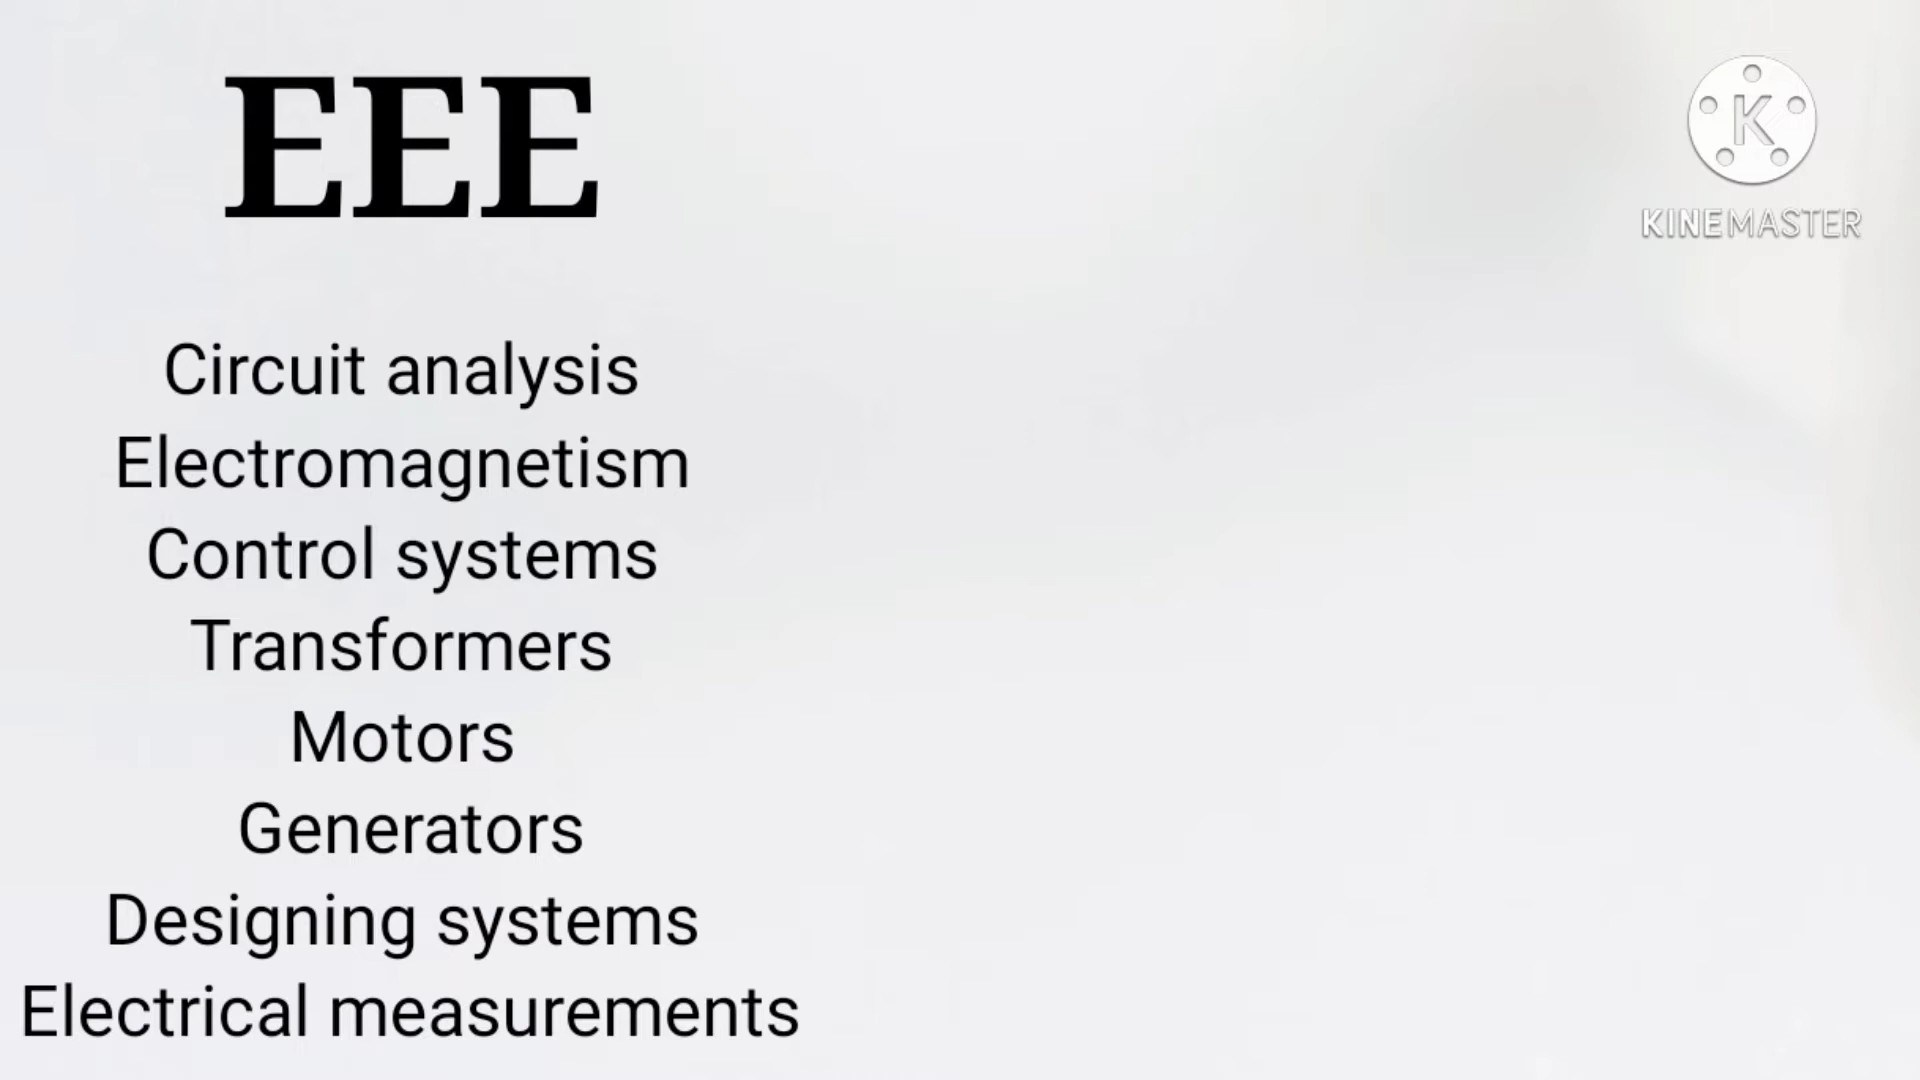 EEE
K
KINEMASTER
Circuit analysis
Electromagnetism
Control systems
Transformers
Motors
Generators
Designing systems
Electrical measurements